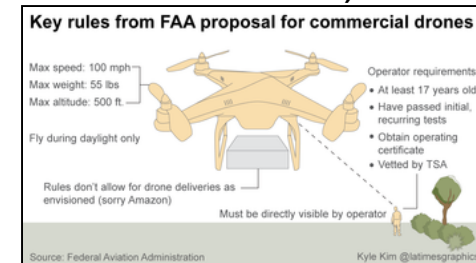 Key rules from FAA proposal for commercial drones
Max speed: 100 mph
Max weight: 55 lbs
Max altitude: 500 ft.
Fly during daylight only
Rules don't allow for drone deliveries as
envisioned (sorry Amazon)
Operator requirements
• At least 17 years old
• Have passed initial,
recurring tests
• Obtain operating
certificate
• Vetted by TSA
Must be directly visible by operator
Source: Federal Aviation Administration
Kyle Kim @latimesgraphics